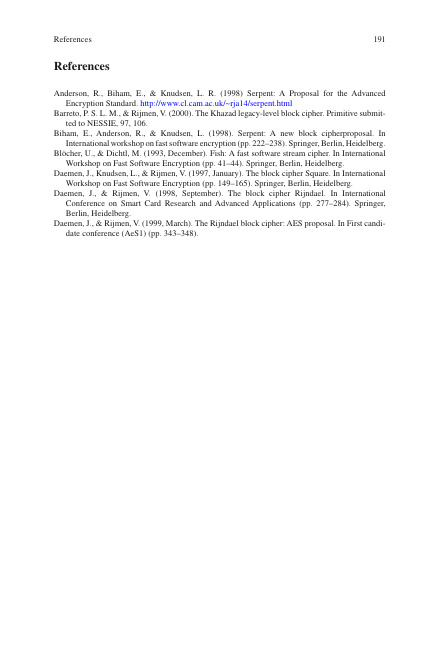 References 191
References
Anderson, R., Biham, E., & Knudsen, L. R. (1998) Serpent: A Proposal for the Advanced
Encryption Standard. http://www.cl.cam.ac.uk/~rja14/serpent.html
Barreto, P. S. L. M., & Rijmen, V. (2000). The Khazad legacy-level block cipher. Primitive submit-
ted to NESSIE, 97, 106.
Biham, E., Anderson, R., & Knudsen, L. (1998). Serpent: A new block cipherproposal. In
International workshop on fast software encryption (pp. 222–238). Springer, Berlin, Heidelberg.
Blöcher, U., & Dichtl, M. (1993, December). Fish: A fast software stream cipher. In International
Workshop on Fast Software Encryption (pp. 41–44). Springer, Berlin, Heidelberg.
Daemen, J., Knudsen, L., & Rijmen, V. (1997, January). The block cipher Square. In International
Workshop on Fast Software Encryption (pp. 149–165). Springer, Berlin, Heidelberg.
Daemen, J., & Rijmen, V. (1998, September). The block cipher Rijndael. In International
Conference on Smart Card Research and Advanced Applications (pp. 277–284). Springer,
Berlin, Heidelberg.
Daemen, J., & Rijmen, V. (1999, March). The Rijndael block cipher: AES proposal. In First candi-
date conference (AeS1) (pp. 343–348).